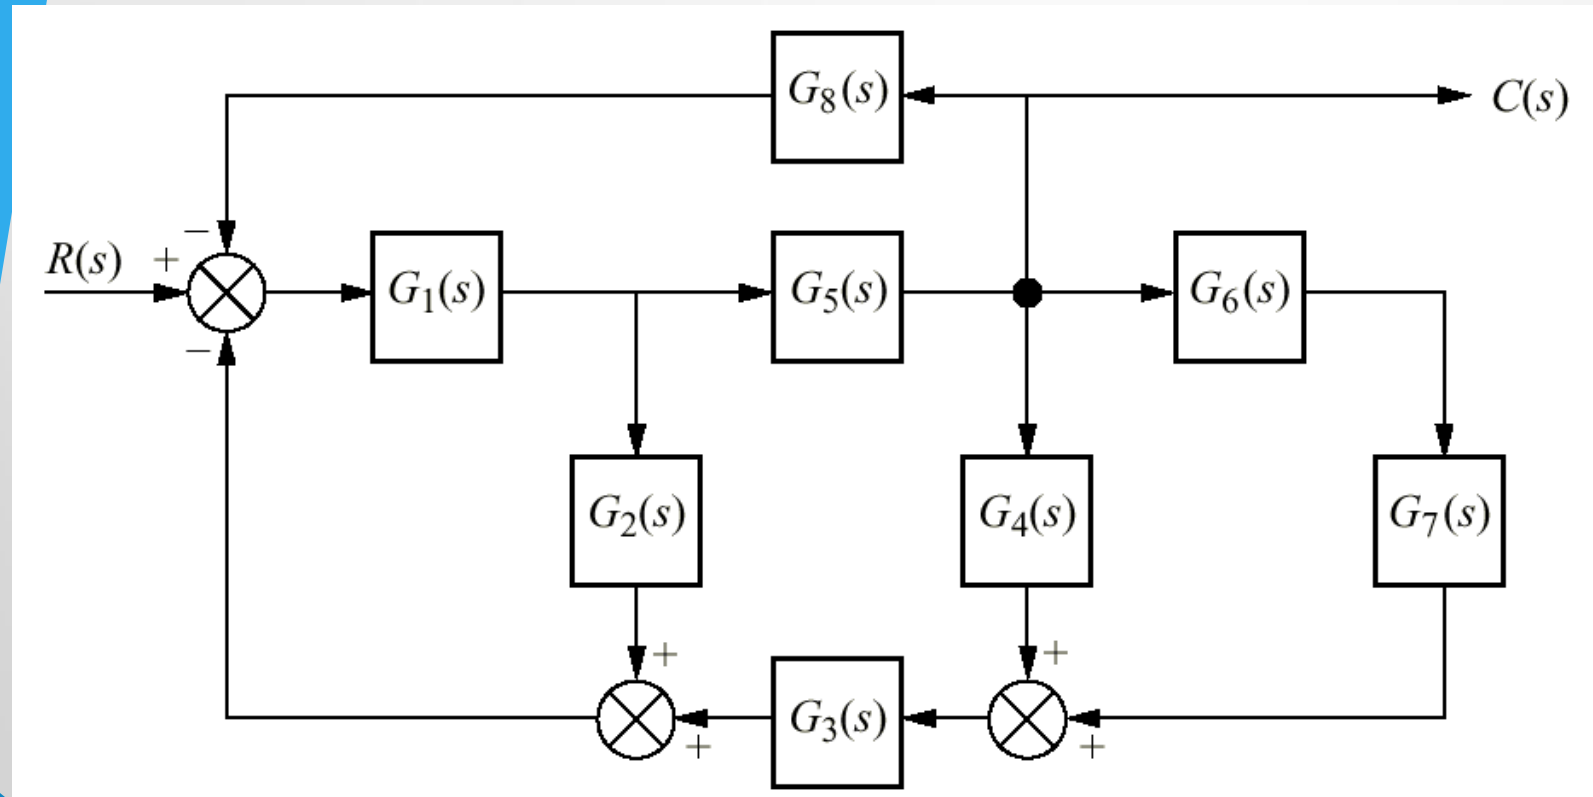 G8(s)
C(s)
−
R(s) +
G1(s)
G5(s)
G6(s)
−
G2(s)
G4(s)
G7(s)
+
+
G3(s)
+
+